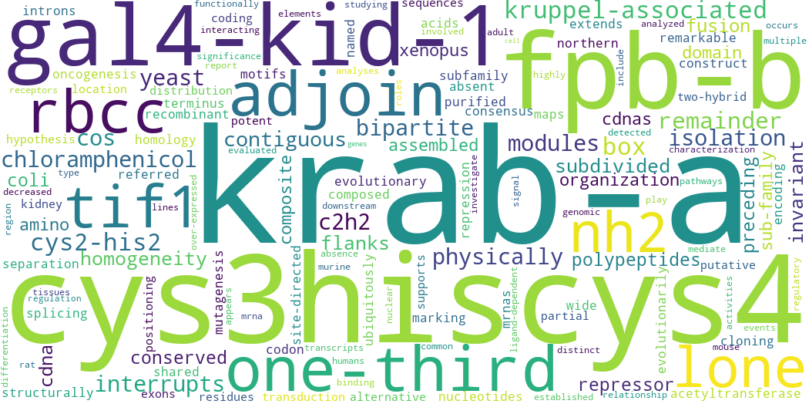 introns
functionally
coding
elements
interacting
studying
sequences
adult
kruppel-associated
gal4-kid-1
significance
report
acids
involved
named
xenopus
extends
analyzed
occurs
multiple
northern
remarkable
fusion
domain
construct
include
cell
highly
fpb-b
oncogenesis
receptors
location
yeast
motifs
analyses
roles
subfamily
absent
purified
consensus
maps
two-hybrid
rbcc
distribution
terminus
recombinant
adjoin
potent
cdnas
remainder
hypothesis
homology
cos
evaluated
genes
contiguous
bipartite
assembled
modules
detected
box
isolation
characterization
chloramphenicol
coli
decreased
type
referred
composite
evolutionary
composed
downstream
repression
investigate
signal
subdivided
organization
genomic
pathways
play
preceding
sub-family
encoding
invariant
krab-a
tif1
kidney
region
amino
lines
over-expressed
c2h2
flanks
nh2
mediate
cys2-his2
separation
homogeneity
splicing
positioning
mutagenesis
absence
murine
appears
site-directed
ubiquitously
physically
polypeptides
putative
supports
nuclear
ligand-dependent
mrnas
wide
partial
evolutionarily
activities
events
regulatory
cys3hiscys4
tissues
regulation
mrna
marking
distinct
mouse
cloning
differentiation
rat
cdna
conserved
shared
codon
transcripts
humans
common
binding
established
relationship
repressor
lone
structurally
interrupts
exons
residues
transduction
one-third
alternative
nucleotides
acetyltransferase